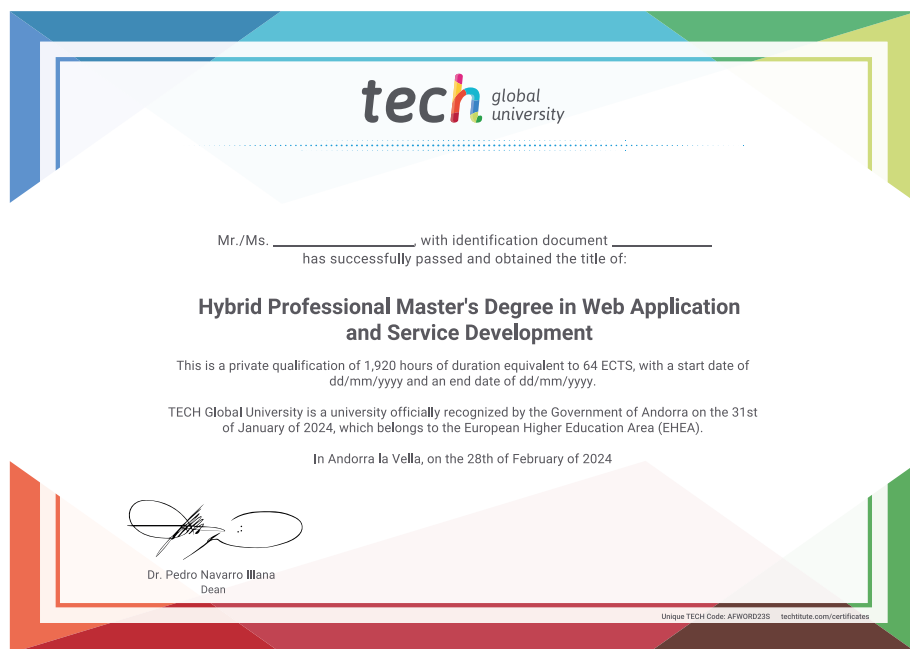 tech global university
Mr./Ms. ____________________, with identification document ______________
has successfully passed and obtained the title of:
Hybrid Professional Master's Degree in Web Application
and Service Development
This is a private qualification of 1,920 hours of duration equivalent to 64 ECTS, with a start date of
dd/mm/yyyy and an end date of dd/mm/yyyy.
TECH Global University is a university officially recognized by the Government of Andorra on the 31st
of January of 2024, which belongs to the European Higher Education Area (EHEA).
In Andorra la Vella, on the 28th of February of 2024
Dr. Pedro Navarro Illana
Dean
Unique TECH Code: AFWORD23S techtitute.com/certificates